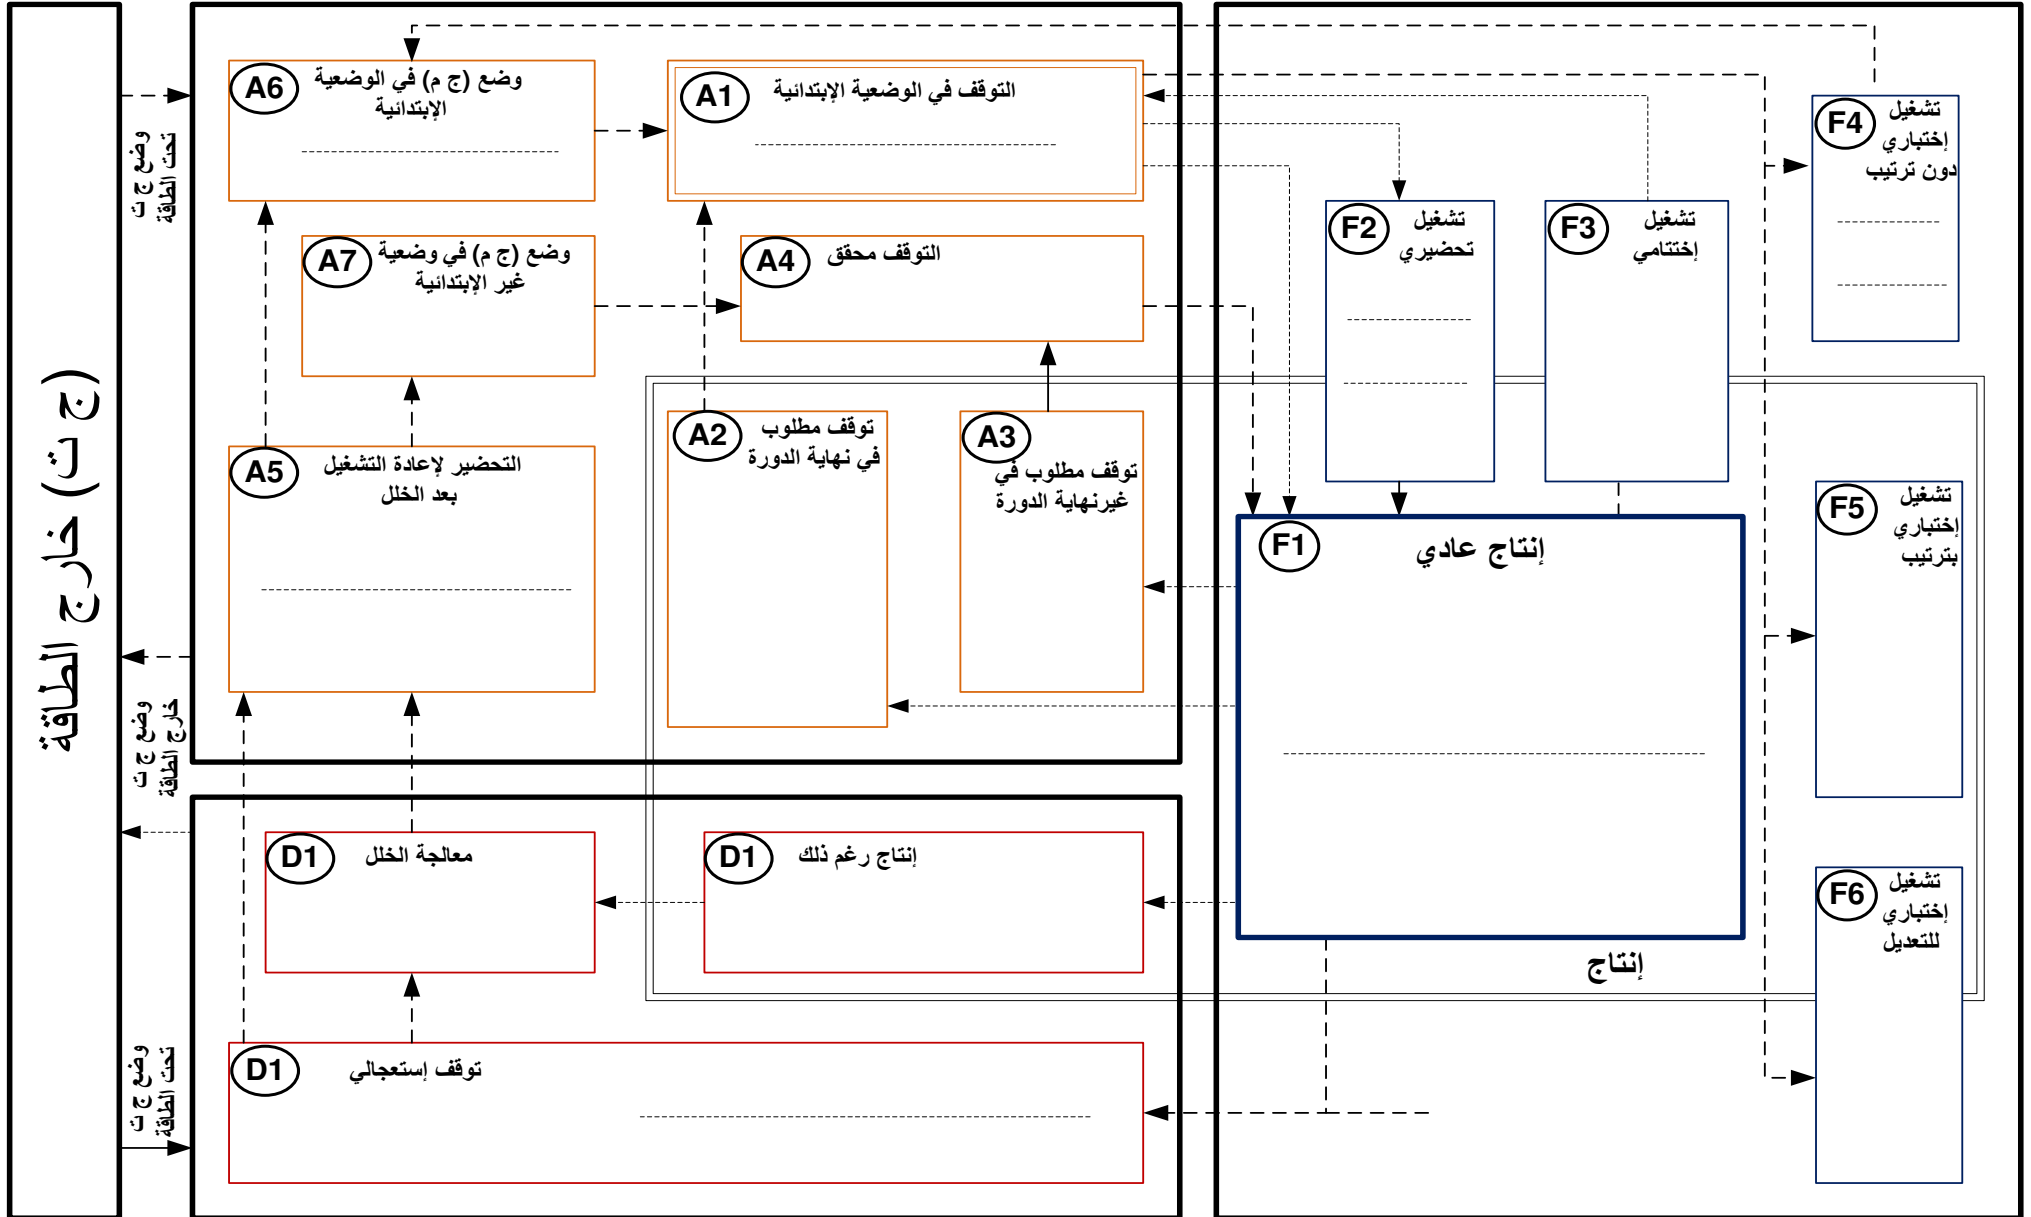 (ج ت) خارج الطاقة
وضع ج ت
تحت الطاقة
وضع ج ت
خارج الطاقة
وضع ج ت
تحت الطاقة
A6
وضع (ج م) في الوضعية
الإبتدائية
A1
التوقف في الوضعية الإبتدائية
A7
وضع (ج م) في وضعية
غير الإبتدائية
A4
التوقف محقق
A5
التحضير لإعادة التشغيل
بعد الخلل
A2
توقف مطلوب
في نهاية الدورة
A3
توقف مطلوب في
غيرنهاية الدورة
D1
معالجة الخلل
D1
إنتاج رغم ذلك
D1
توقف إستعجالي
F4
تشغيل
إختباري
دون ترتيب
F2
تشغيل
تحضيري
F3
تشغيل
إختتامي
F1
إنتاج عادي
F5
تشغيل
إختباري
بترتيب
F6
تشغيل
إختباري
للتعديل
إنتاج